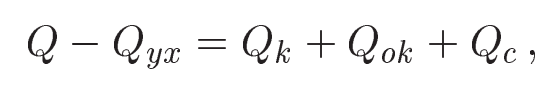 Q − Q_{yx} = Q_k + Q_{ok} + Q_c ,